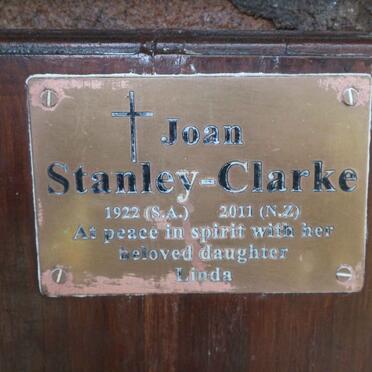 Joan
Stanley-Clarke
1922 (S.A.) 2011 (N.Z)
At peace in spirit with her
beloved daughter
Linda